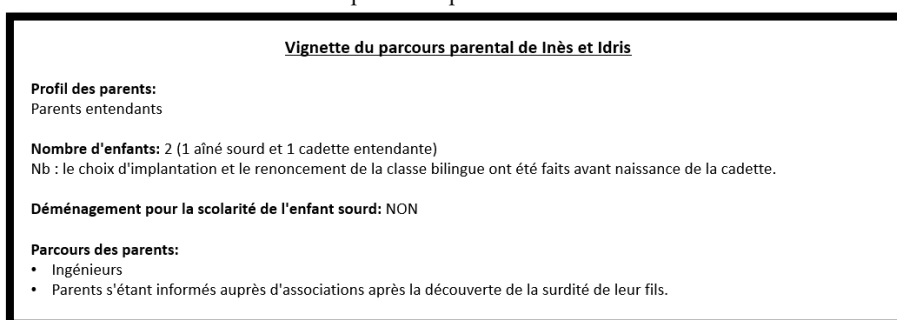 Vignette du parcours parental de Inès et Idris
Profil des parents:
Parents entendants
Nombre d'enfants: 2 (1 aîné sourd et 1 cadette entendante)
Nb : le choix d'implantation et le renoncement de la classe bilingue ont été faits avant naissance de la cadette.
Déménagement pour la scolarité de l'enfant sourd: NON
Parcours des parents:
• Ingénieurs
• Parents s'étant informés auprès d'associations après la découverte de la surdité de leur fils.